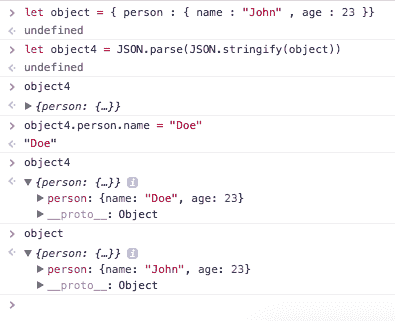 let object = { person : { name : "John" , age : 23 }}
undefined
let object4 = JSON.parse(JSON.stringify(object))
undefined
object4
{person: {…}}
object4.person.name = "Doe"
"Doe"
object4
{person: {…}} i
person: {name: "Doe", age: 23}
__proto__: Object
object
{person: {…}} i
person: {name: "John", age: 23}
__proto__: Object